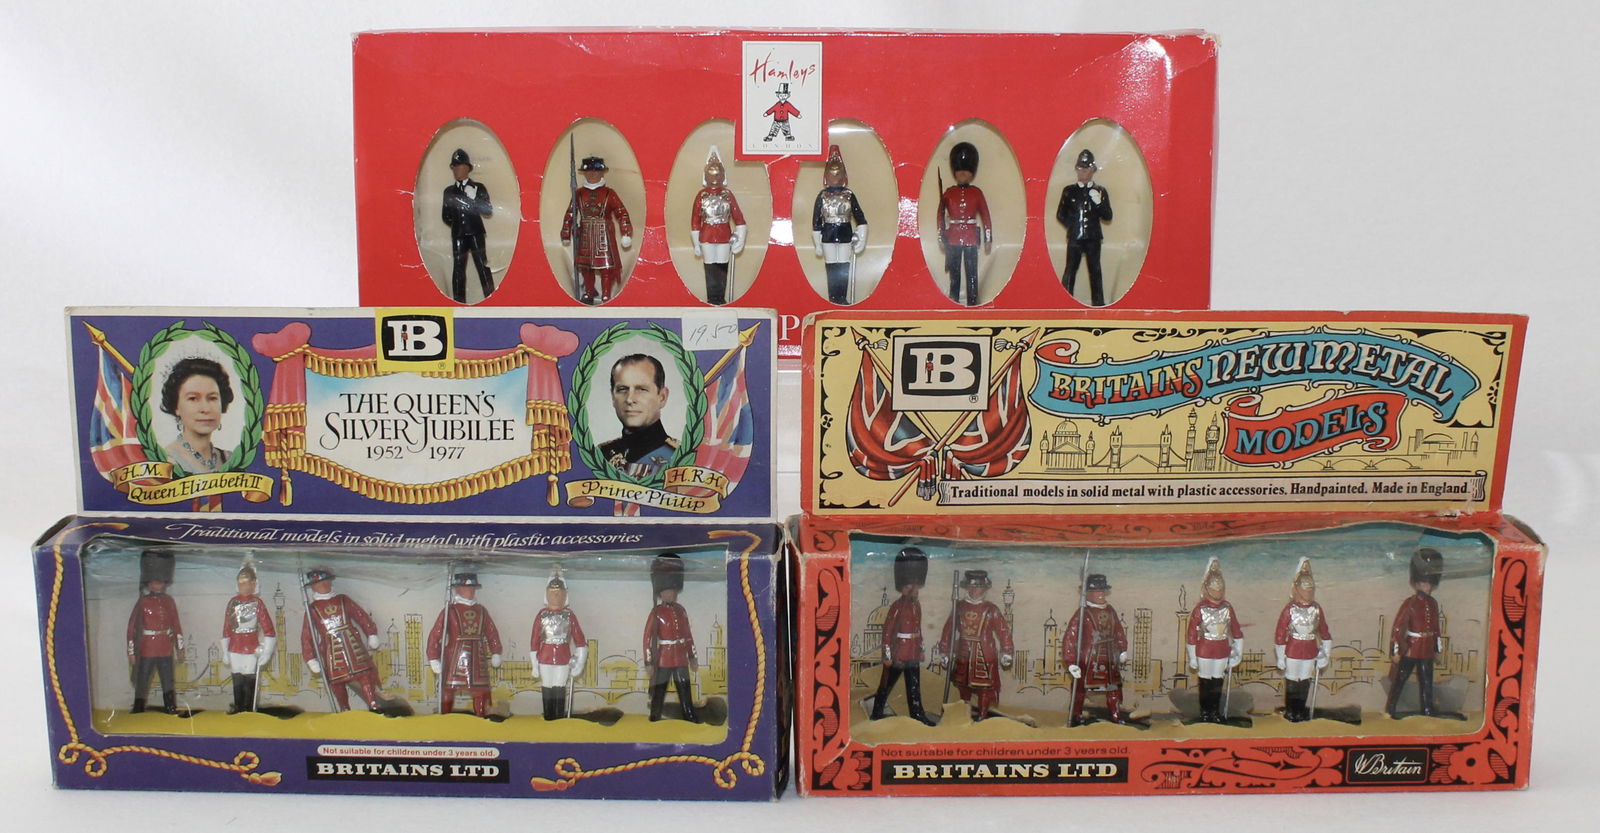 Hamleys
LONDON
P
B
®
19.50
THE QUEEN'S
SILVER JUBILEE
1952 1977
H.M.
Queen Elizabeth II
H.R.H.
Prince Philip
Traditional models in solid metal with plastic accessories
Not suitable for children under 3 years old.
BRITAINS LTD
B
®
BRITAINS NEW METAL
MODELS
Traditional models in solid metal with plastic accessories. Handpainted. Made in England.
Not suitable for children under 3 years old.
BRITAINS LTD
WBritain